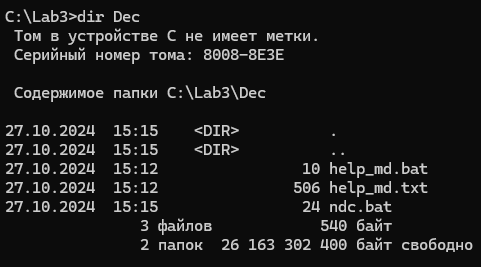 C:\Lab3>dir Dec
Том в устройстве C не имеет метки.
Серийный номер тома: 8008-8E3E
Содержимое папки C:\Lab3\Dec
27.10.2024  15:15    <DIR>          .
27.10.2024  15:15    <DIR>          ..
27.10.2024  15:12                10 help_md.bat
27.10.2024  15:12               506 help_md.txt
27.10.2024  15:15                24 ndc.bat
3 файлов            540 байт
2 папок  26 163 302 400 байт свободно